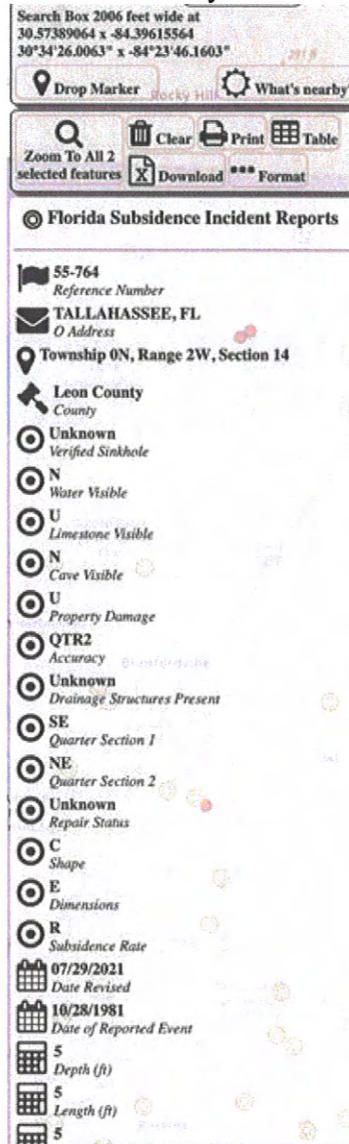 Search Box 2006 feet wide at
30.57389064 x -84.39615564
30°34'26.0063" x -84°23'46.1603"
Rocky Hill
Drop Marker
What's nearby
Zoom To All 2
selected features
Clear
Print
Table
X Download
Format
Florida Subsidence Incident Reports
55-764
Reference Number
TALLAHASSEE, FL
O Address
Township 0N, Range 2W, Section 14
Leon County
County
Unknown
Verified Sinkhole
N
Water Visible
U
Limestone Visible
N
Cave Visible
U
Property Damage
QTR2
Accuracy
Unknown
Drainage Structures Present
SE
Quarter Section 1
NE
Quarter Section 2
Unknown
Repair Status
C
Shape
E
Dimensions
R
Subsidence Rate
07/29/2021
Date Revised
10/28/1981
Date of Reported Event
5
Depth (ft)
5
Length (ft)
5